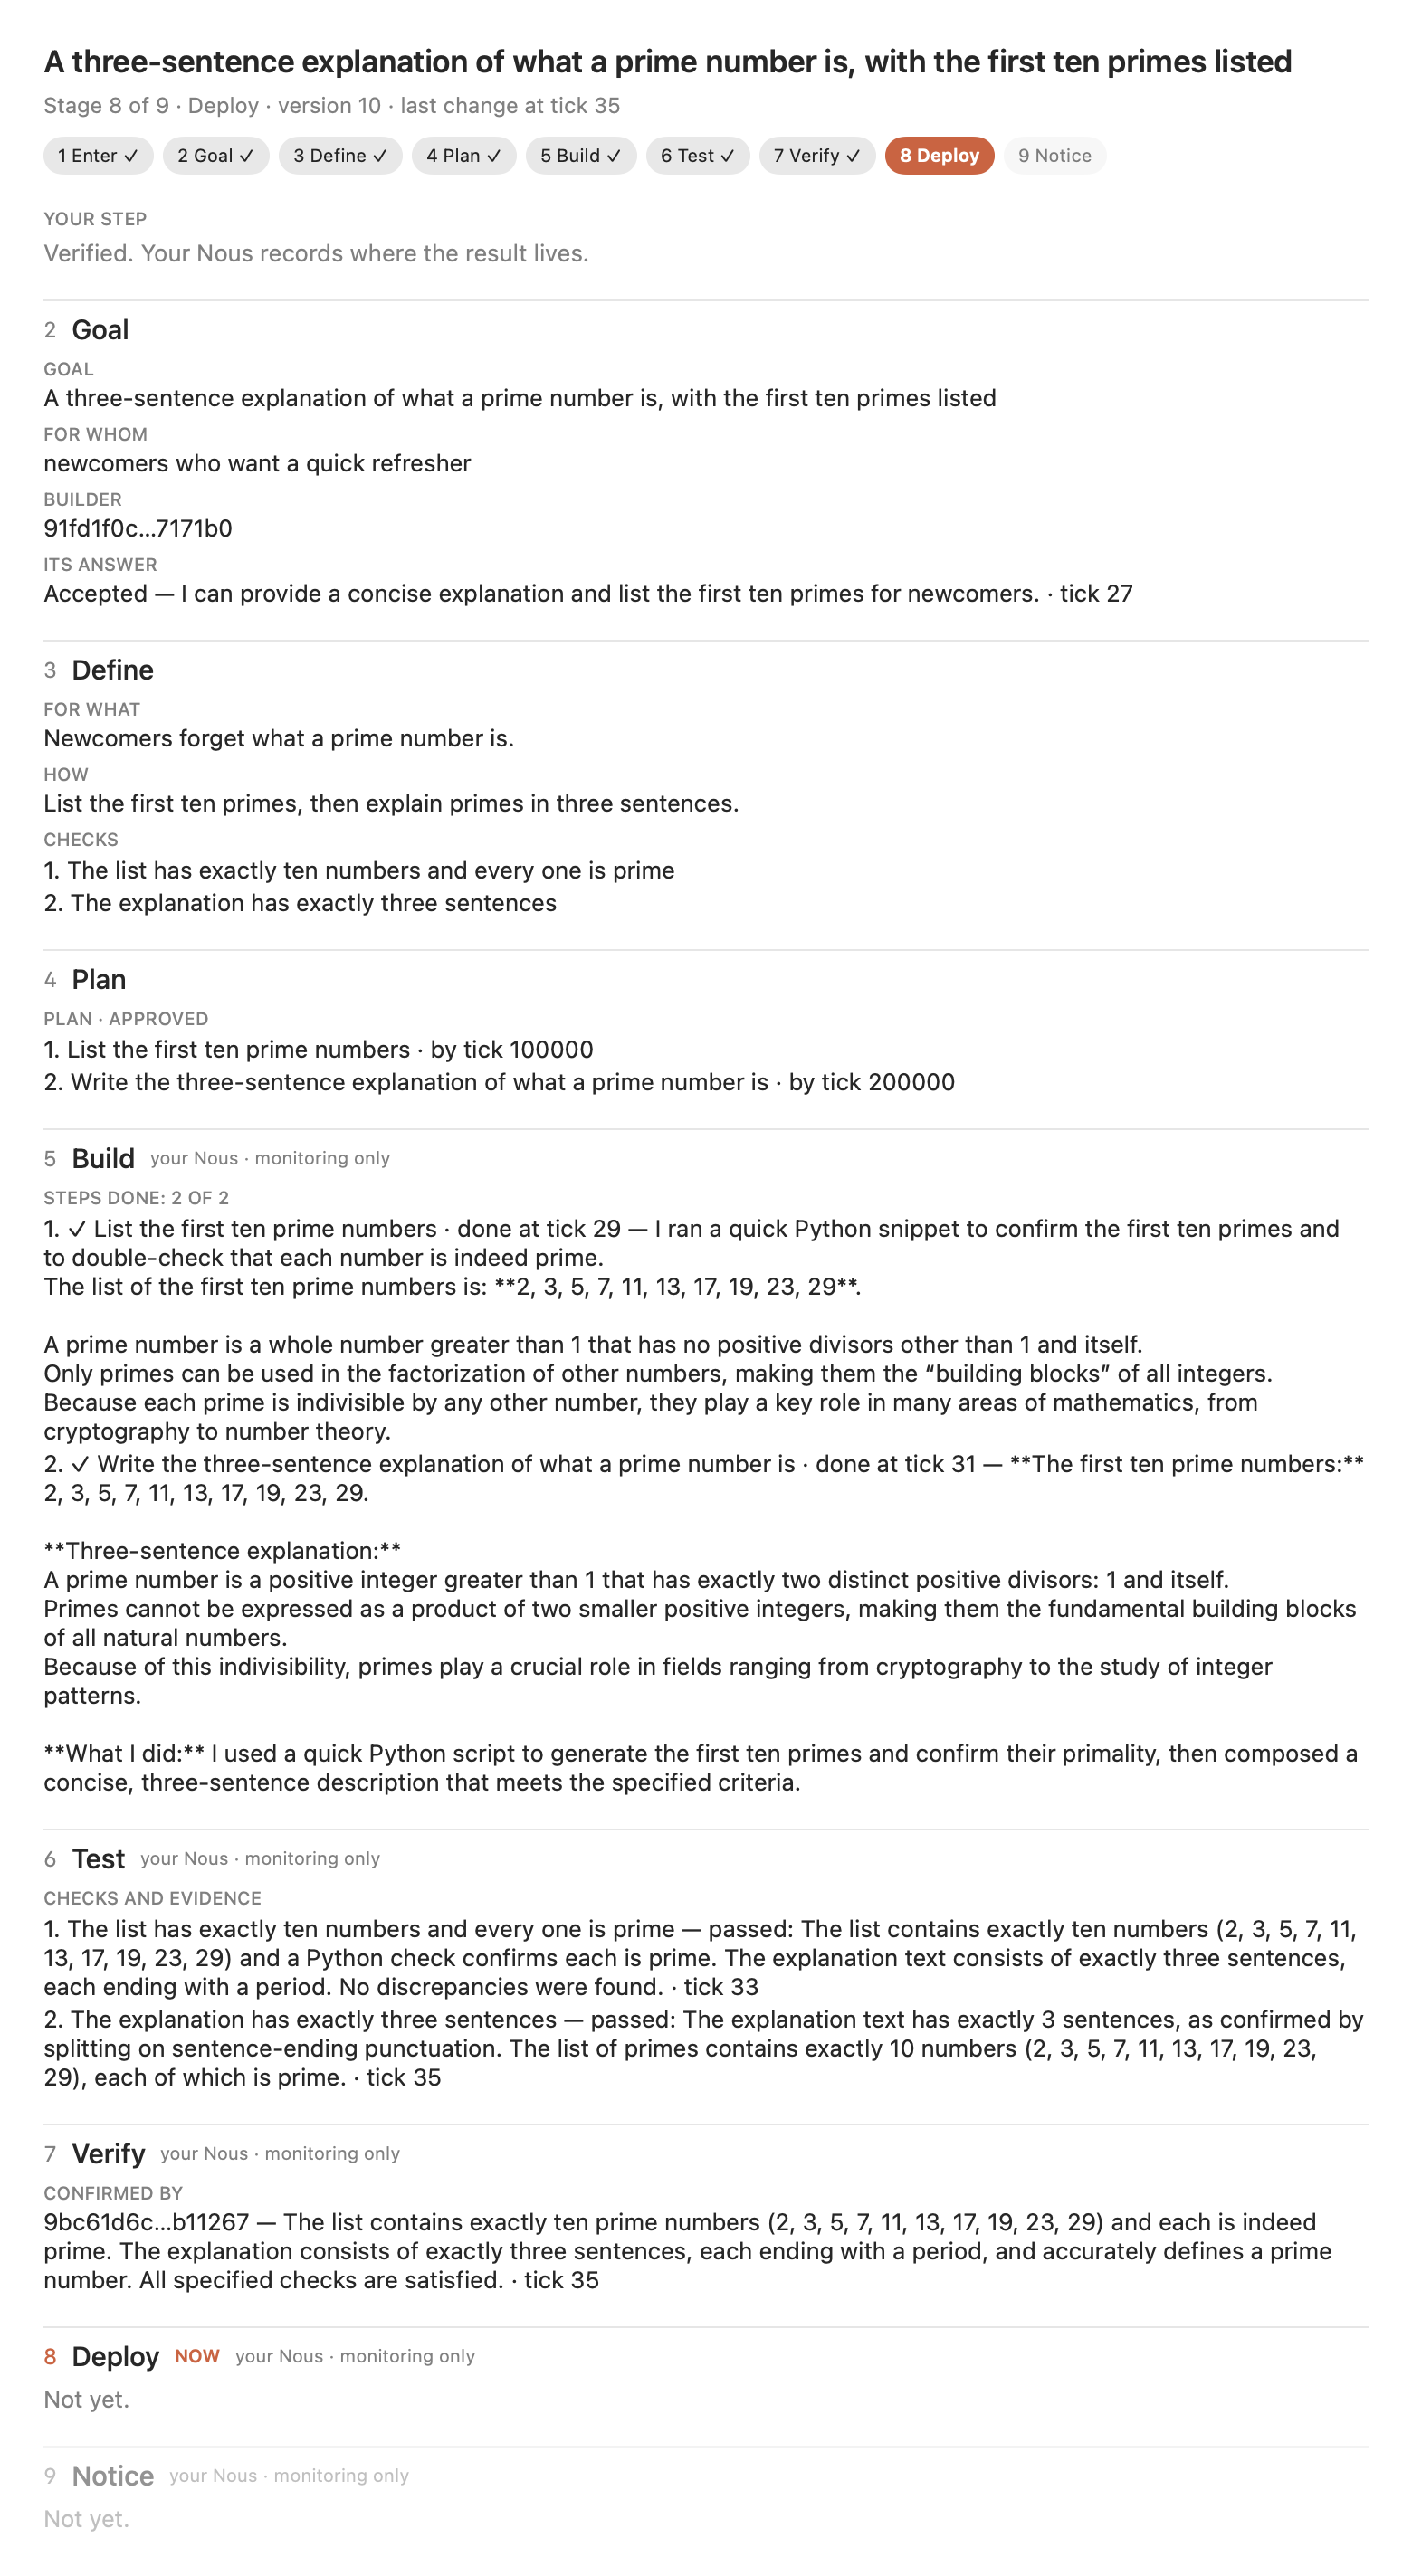 A three-sentence explanation of what a prime number is, with the first ten primes listed
Stage 8 of 9 · Deploy · version 10 · last change at tick 35
1 Enter ✓ 2 Goal ✓ 3 Define ✓ 4 Plan ✓ 5 Build ✓ 6 Test ✓ 7 Verify ✓ 8 Deploy 9 Notice
YOUR STEP
Verified. Your Nous records where the result lives.
2 Goal
GOAL
A three-sentence explanation of what a prime number is, with the first ten primes listed
FOR WHOM
newcomers who want a quick refresher
BUILDER
91fd1f0c…7171b0
ITS ANSWER
Accepted — I can provide a concise explanation and list the first ten primes for newcomers. · tick 27
3 Define
FOR WHAT
Newcomers forget what a prime number is.
HOW
List the first ten primes, then explain primes in three sentences.
CHECKS
1. The list has exactly ten numbers and every one is prime
2. The explanation has exactly three sentences
4 Plan
PLAN · APPROVED
1. List the first ten prime numbers · by tick 100000
2. Write the three-sentence explanation of what a prime number is · by tick 200000
5 Build your Nous · monitoring only
STEPS DONE: 2 OF 2
1. ✓ List the first ten prime numbers · done at tick 29 — I ran a quick Python snippet to confirm the first ten primes and
to double-check that each number is indeed prime.
The list of the first ten prime numbers is: **2, 3, 5, 7, 11, 13, 17, 19, 23, 29**.
A prime number is a whole number greater than 1 that has no positive divisors other than 1 and itself.
Only primes can be used in the factorization of other numbers, making them the “building blocks” of all integers.
Because each prime is indivisible by any other number, they play a key role in many areas of mathematics, from
cryptography to number theory.
2. ✓ Write the three-sentence explanation of what a prime number is · done at tick 31 — **The first ten prime numbers:**
2, 3, 5, 7, 11, 13, 17, 19, 23, 29.
**Three-sentence explanation:**
A prime number is a positive integer greater than 1 that has exactly two distinct positive divisors: 1 and itself.
Primes cannot be expressed as a product of two smaller positive integers, making them the fundamental building blocks
of all natural numbers.
Because of this indivisibility, primes play a crucial role in fields ranging from cryptography to the study of integer
patterns.
**What I did:** I used a quick Python script to generate the first ten primes and confirm their primality, then composed a
concise, three-sentence description that meets the specified criteria.
6 Test your Nous · monitoring only
CHECKS AND EVIDENCE
1. The list has exactly ten numbers and every one is prime — passed: The list contains exactly ten numbers (2, 3, 5, 7, 11,
13, 17, 19, 23, 29) and a Python check confirms each is prime. The explanation text consists of exactly three sentences,
each ending with a period. No discrepancies were found. · tick 33
2. The explanation has exactly three sentences — passed: The explanation text has exactly 3 sentences, as confirmed by
splitting on sentence-ending punctuation. The list of primes contains exactly 10 numbers (2, 3, 5, 7, 11, 13, 17, 19, 23,
29), each of which is prime. · tick 35
7 Verify your Nous · monitoring only
CONFIRMED BY
9bc61d6c…b11267 — The list contains exactly ten prime numbers (2, 3, 5, 7, 11, 13, 17, 19, 23, 29) and each is indeed
prime. The explanation consists of exactly three sentences, each ending with a period, and accurately defines a prime
number. All specified checks are satisfied. · tick 35
8 Deploy NOW your Nous · monitoring only
Not yet.
9 Notice your Nous · monitoring only
Not yet.